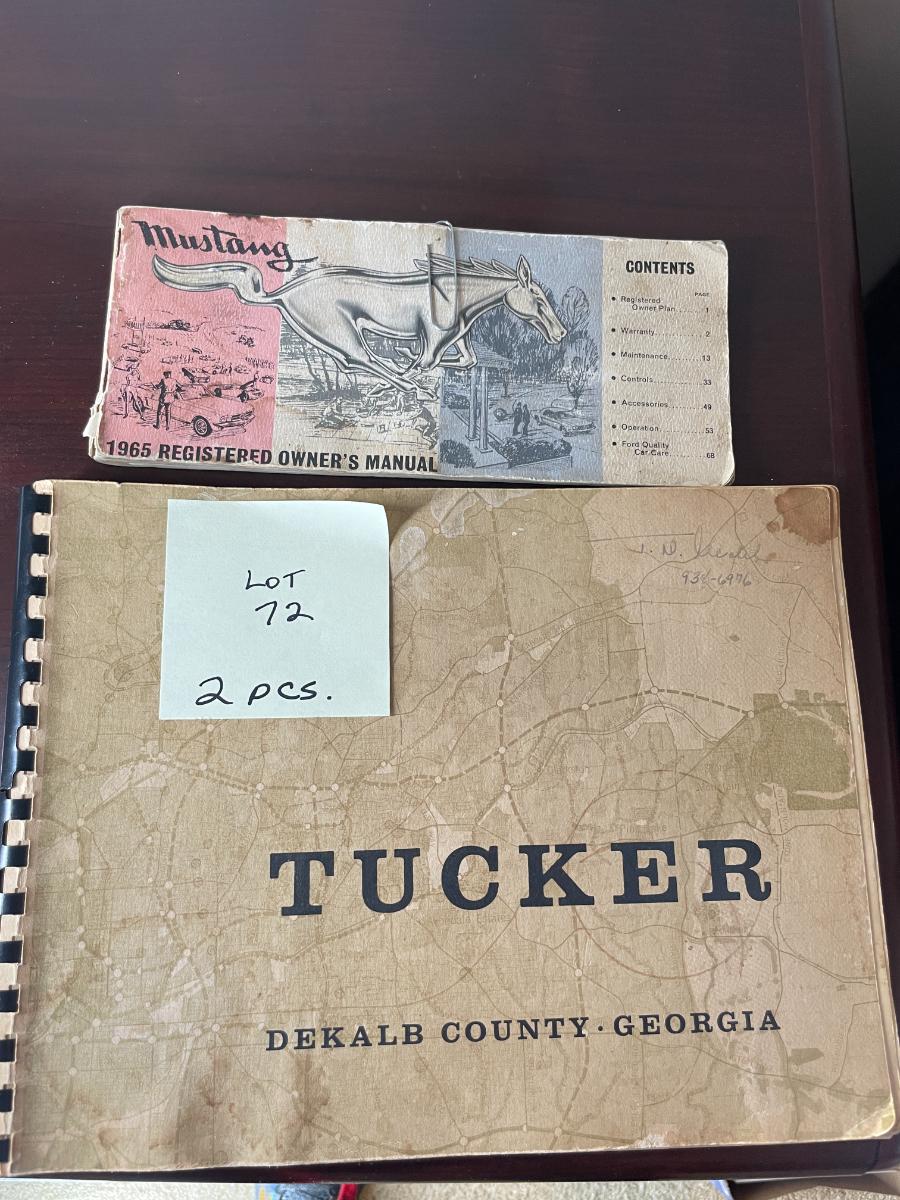 Mustang
1965 REGISTERED OWNER'S MANUAL
CONTENTS
PAGE
• Registered
Owner Plan........1
• Warranty............2
• Maintenance........13
• Controls............33
• Accessories........49
• Operation..........53
• Ford Quality
Car Care..........68
LOT
72
2 pcs.
TUCKER
DEKALB COUNTY · GEORGIA